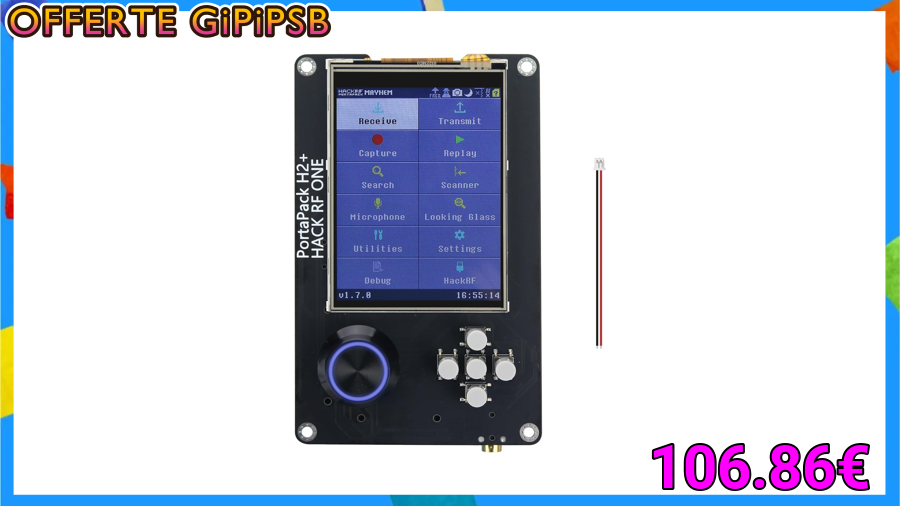 OFFERTE GiPiPSB
HACKRF MAYHEM
Receive
Transmit
Capture
Replay
Search
Scanner
Microphone
Looking Glass
Utilities
Settings
Debug
HackRF
v1.7.0
16:55:14
PortaPack H2+
HACK RF ONE
106.86€